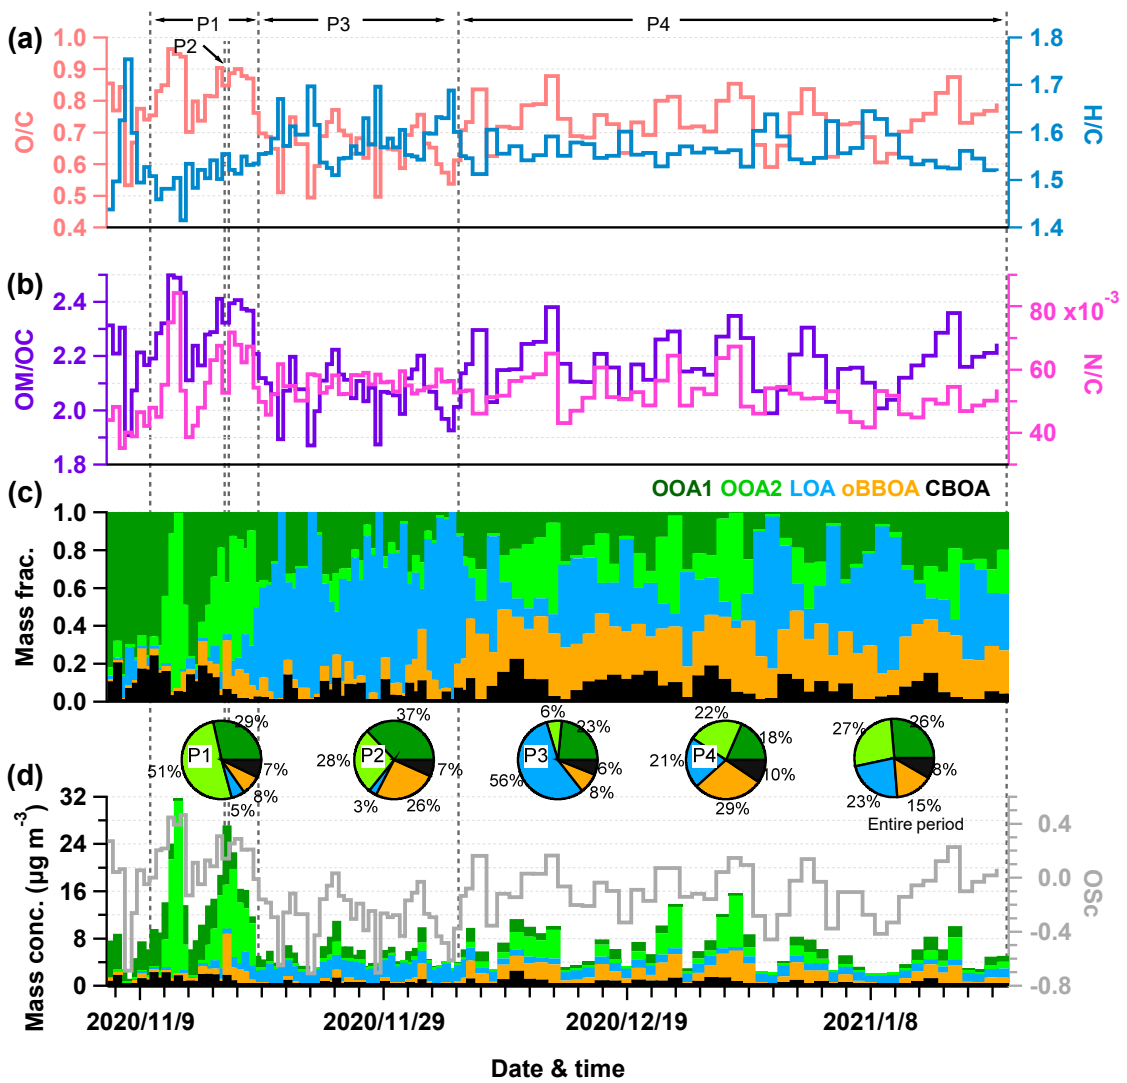 P1 P3 P4
P2
(a)
1.0
0.9
0.8
0.7
0.6
0.5
0.4
O/C
1.8
1.7
1.6
1.5
1.4
H/C
(b)
2.4
2.2
2.0
1.8
OM/OC
80 x10-3
60
40
N/C
(c)
OOA1 OOA2 LOA oBBOA CBOA
1.0
0.8
0.6
0.4
0.2
0.0
Mass frac.
P1
29%
7%
8%
5%
51%
P2
37%
7%
26%
3%
28%
P3
6%
23%
6%
8%
56%
P4
22%
18%
10%
29%
21%
27%
26%
8%
15%
23%
Entire period
(d)
32
24
16
8
0
Mass conc. (µg m-3)
0.4
0.0
-0.4
-0.8
OSc
2020/11/9 2020/11/29 2020/12/19 2021/1/8
Date & time